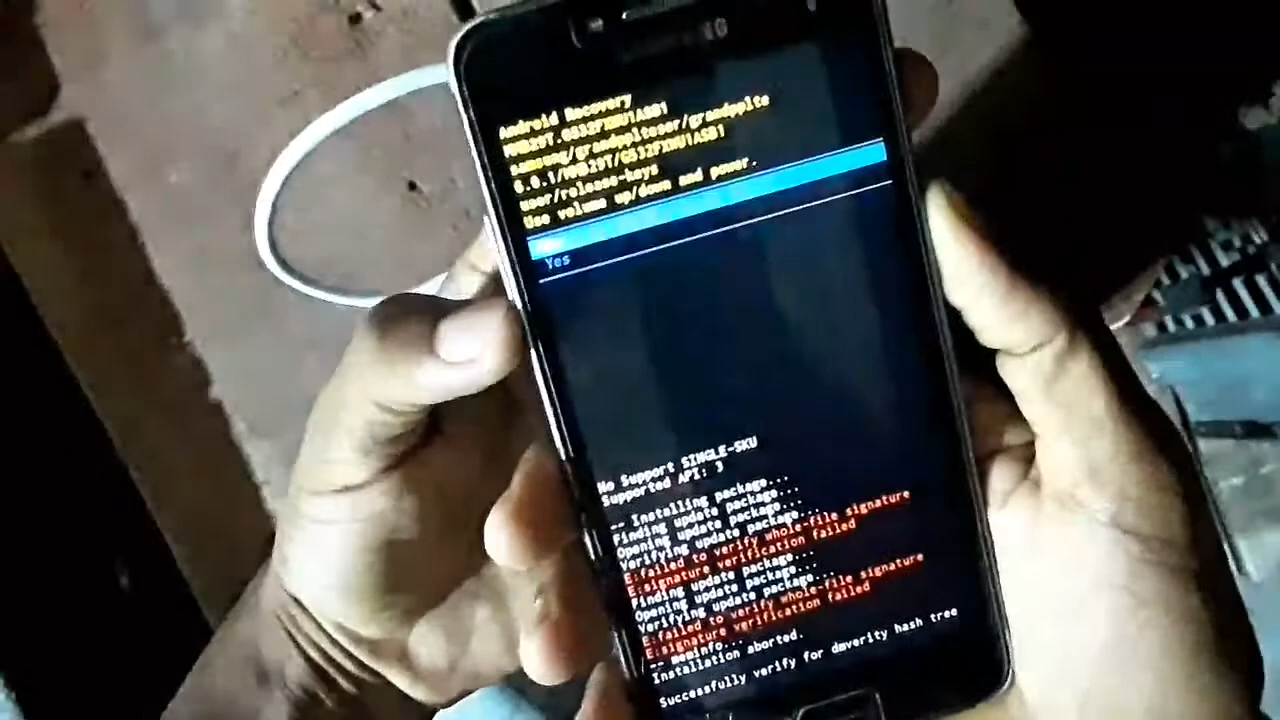 Android Recovery
MMB29T.G532FXWU1ASB1
samsung/grandpplteser/grandpplte
6.0.1/MMB29T/G532FXWU1ASB1
user/release-keys
Use volume up/down and power.
Yes
No Support SINGLE-SKU
Supported API: 3
-- Installing package...
Finding update package...
Opening update package...
Verifying update package...
E:failed to verify whole-file signature
E:signature verification failed
Finding update package...
Opening update package...
Verifying update package...
E:failed to verify whole-file signature
E:signature verification failed
-- meminfo...
Installation aborted.
Successfully verify for dmverity hash tree